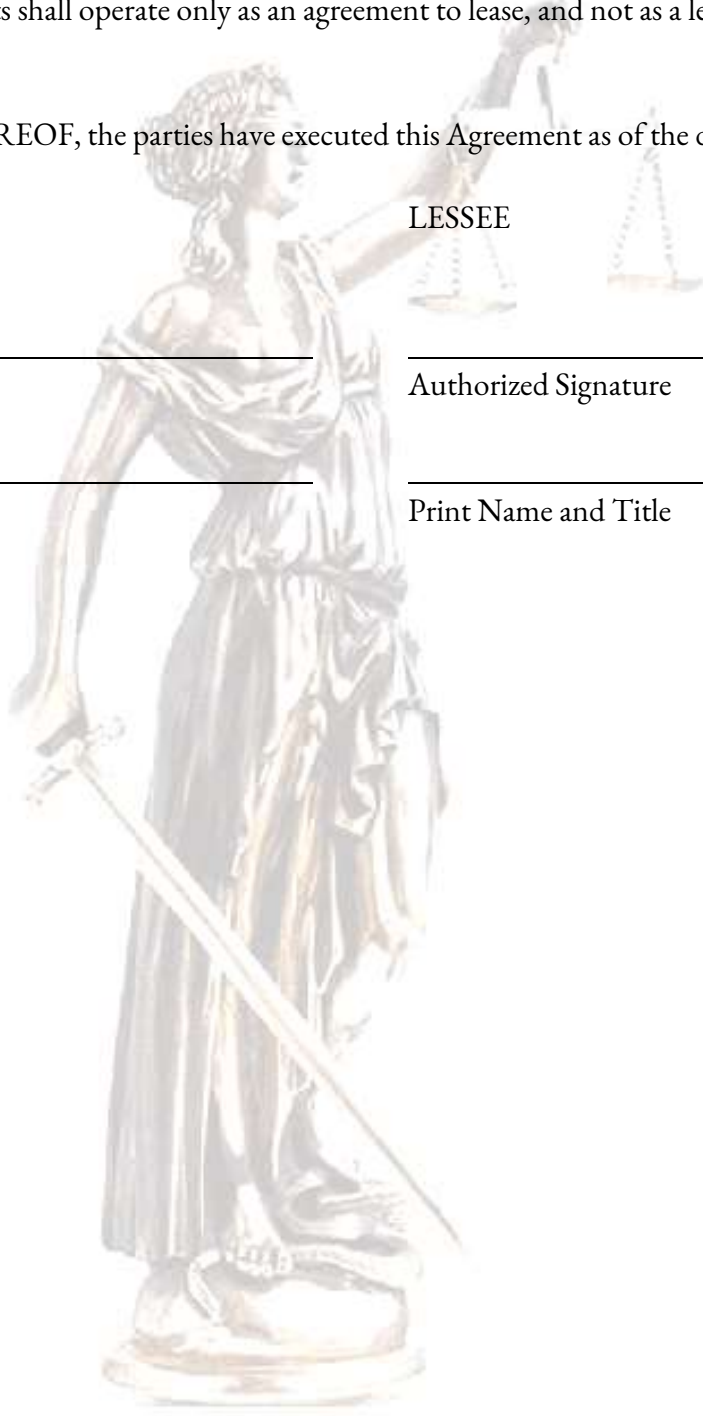 s shall operate only as an agreement to lease, and not as a le
REOF, the parties have executed this Agreement as of the d
LESSEE
Authorized Signature
Print Name and Title